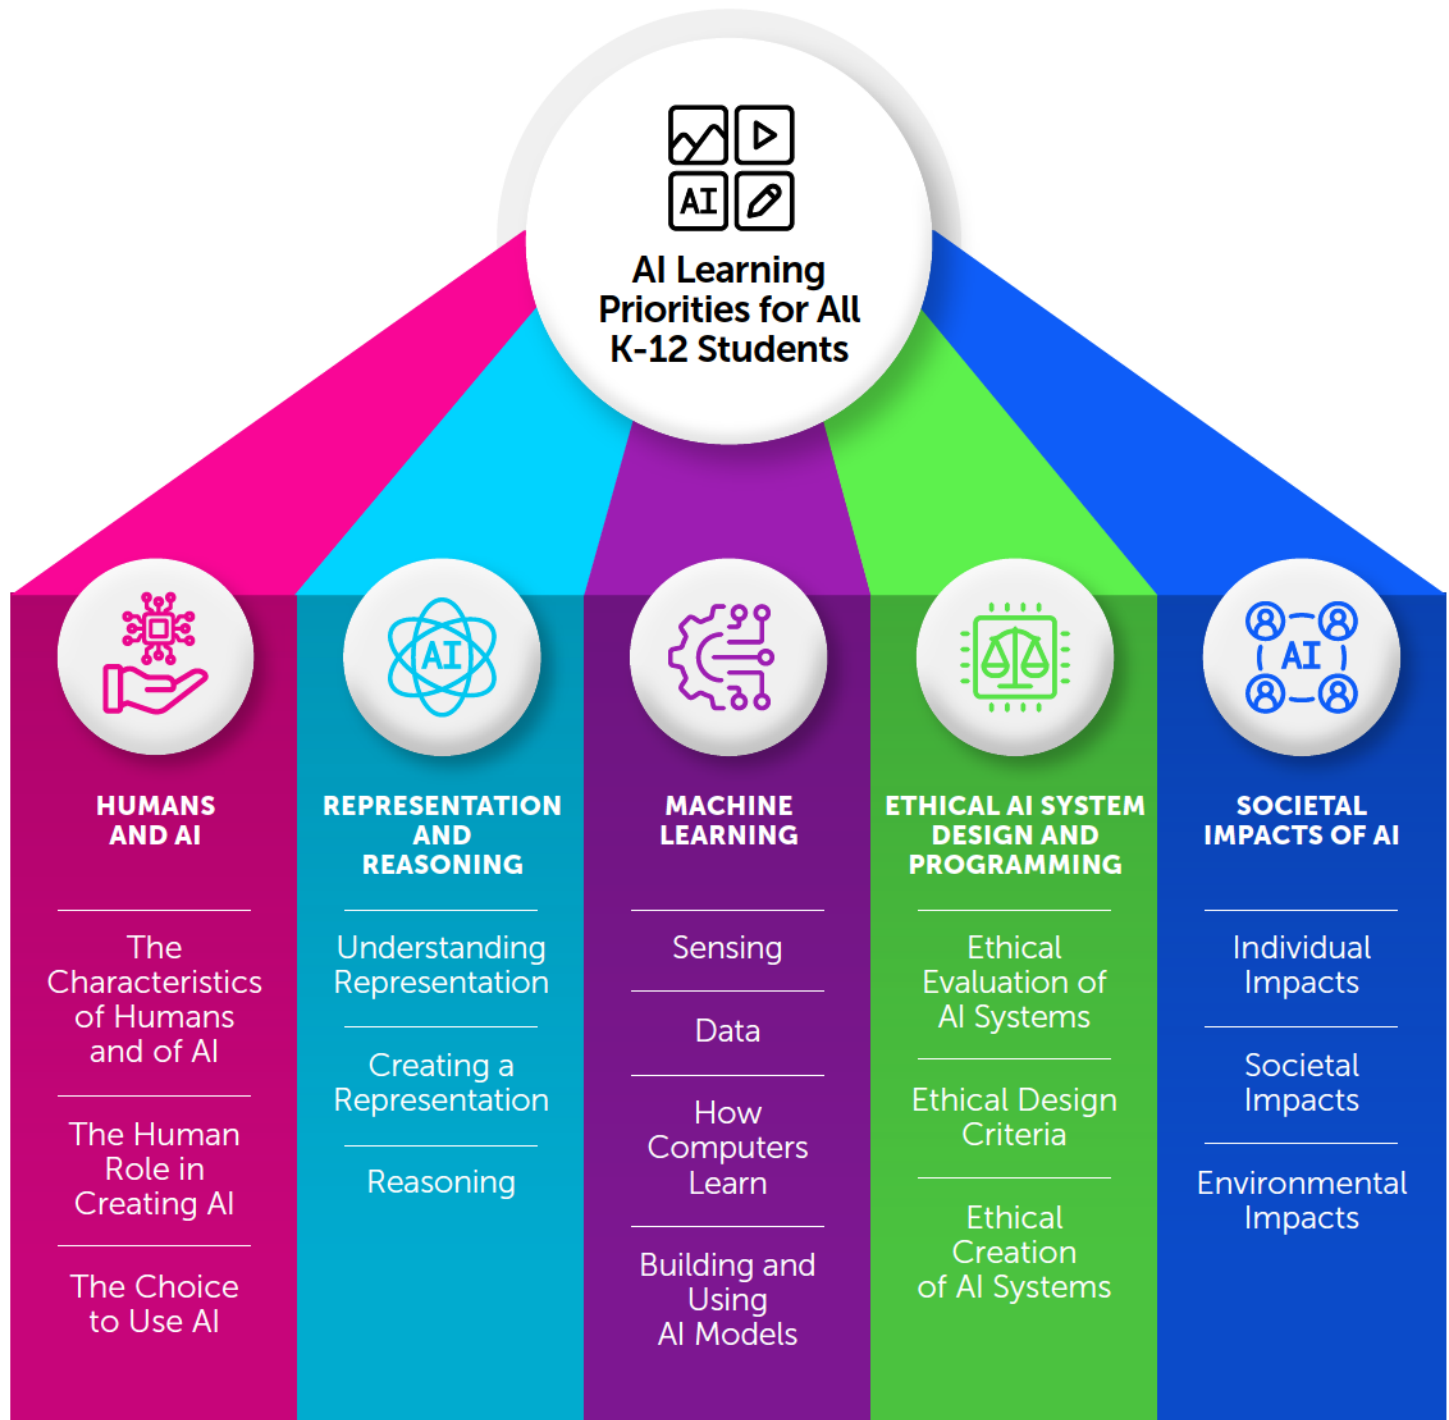 AI
AI Learning
Priorities for All
K-12 Students
AI
AI
HUMANS
AND AI
The
Characteristics
of Humans
and of AI
The Human
Role in
Creating AI
The Choice
to Use AI
REPRESENTATION
AND
REASONING
Understanding
Representation
Creating a
Representation
Reasoning
MACHINE
LEARNING
Sensing
Data
How
Computers
Learn
Building and
Using
AI Models
ETHICAL AI SYSTEM
DESIGN AND
PROGRAMMING
Ethical
Evaluation of
AI Systems
Ethical Design
Criteria
Ethical
Creation
of AI Systems
SOCIETAL
IMPACTS OF AI
Individual
Impacts
Societal
Impacts
Environmental
Impacts